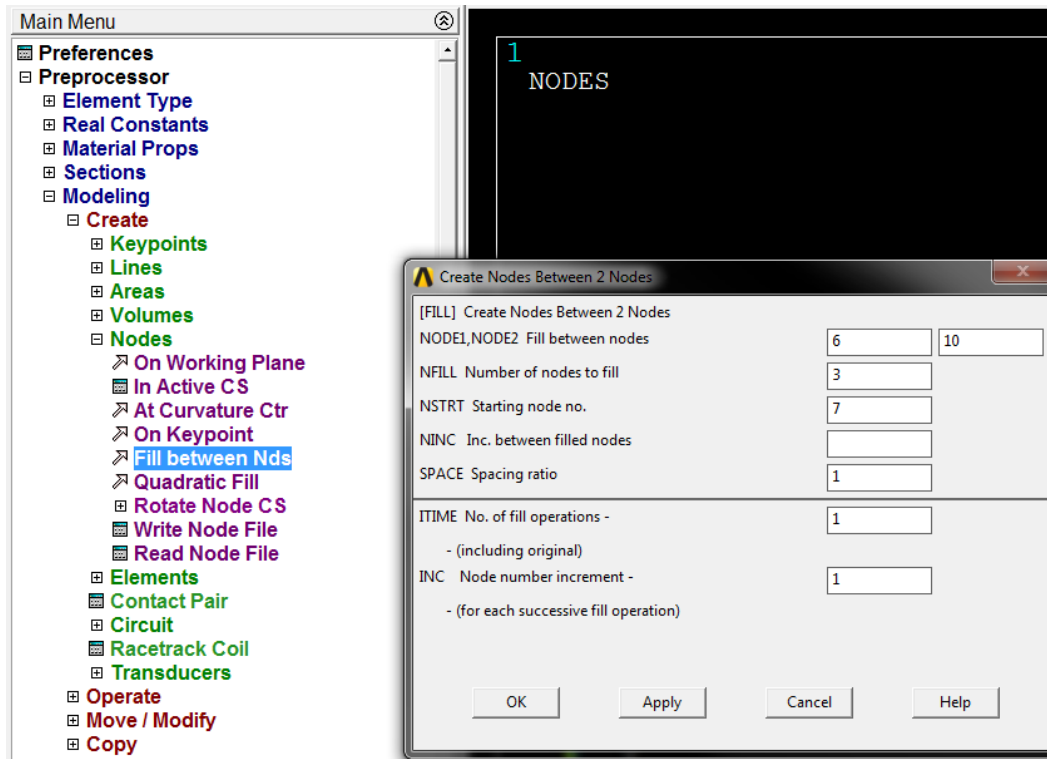 Main Menu
Preferences
Preprocessor
Element Type
Real Constants
Material Props
Sections
Modeling
Create
Keypoints
Lines
Areas
Volumes
Nodes
On Working Plane
In Active CS
At Curvature Ctr
On Keypoint
Fill between Nds
Quadratic Fill
Rotate Node CS
Write Node File
Read Node File
Elements
Contact Pair
Circuit
Racetrack Coil
Transducers
Operate
Move / Modify
Copy
1
NODES
Create Nodes Between 2 Nodes
[FILL] Create Nodes Between 2 Nodes
NODE1,NODE2 Fill between nodes 6 10
NFILL Number of nodes to fill 3
NSTRT Starting node no. 7
NINC Inc. between filled nodes
SPACE Spacing ratio 1
ITIME No. of fill operations - 1
- (including original)
INC Node number increment - 1
- (for each successive fill operation)
OK Apply Cancel Help